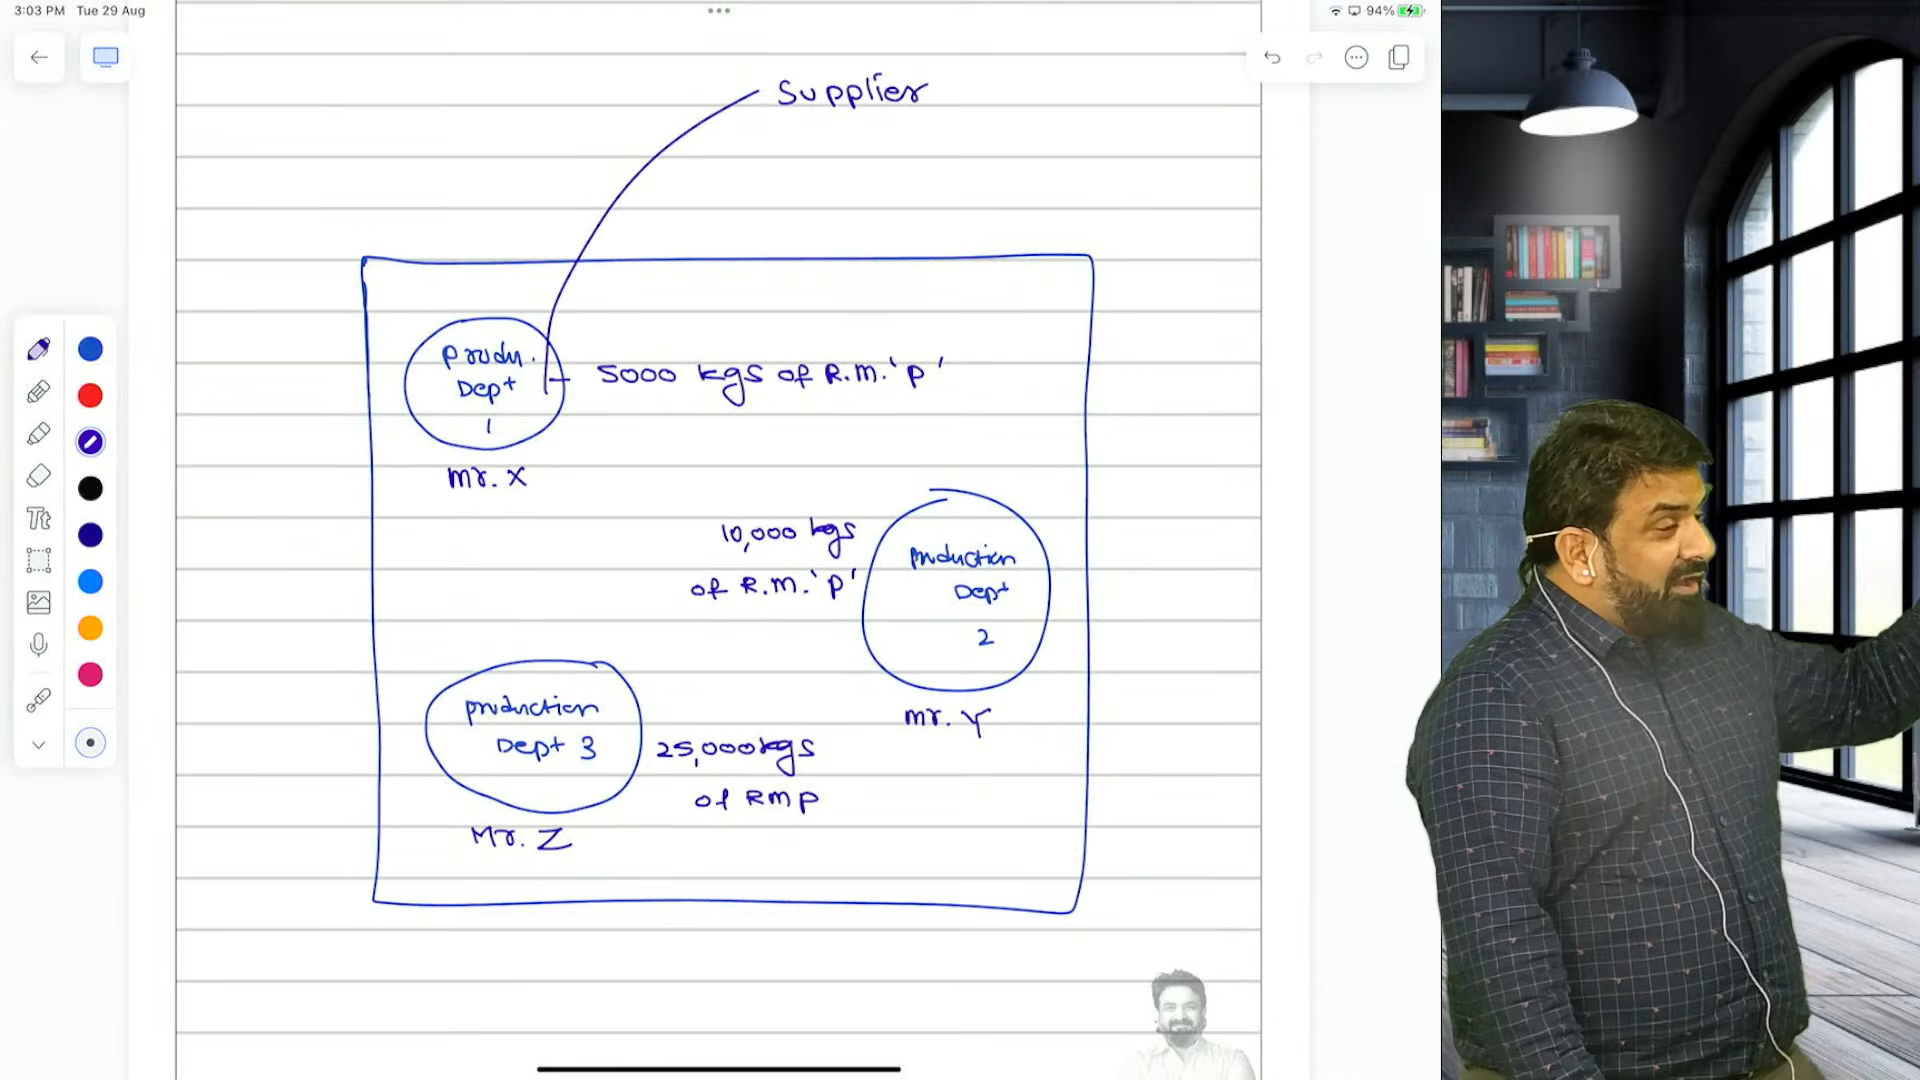 3:03 PM Tue 29 Aug
94%
Supplier
Produ.
Dept
1
5000 kgs of R.M. 'P'
Mr. X
10,000 kgs
of R.M. 'P'
Production
Dept
2
Mr. Y
Production
Dept 3
25,000 kgs
of RMP
Mr. Z
Tt